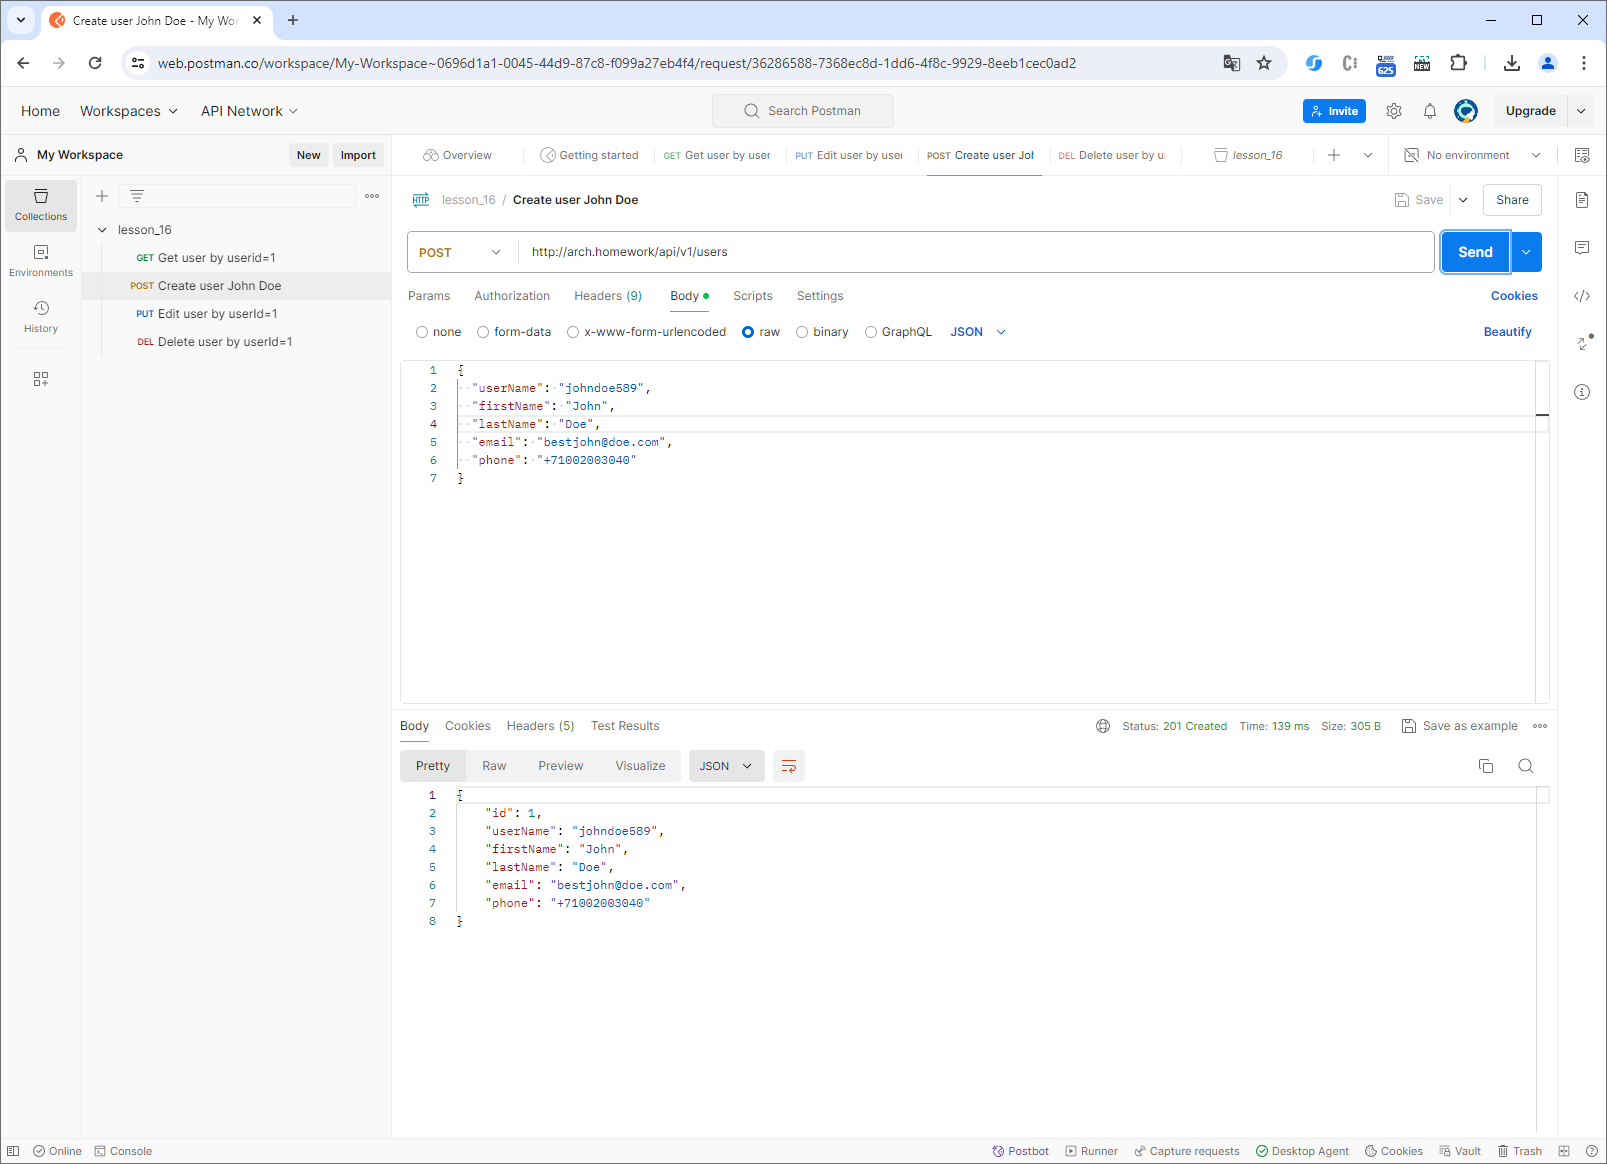 Create user John Doe - My Wor
web.postman.co/workspace/My-Workspace~0696d1a1-0045-44d9-87c8-f099a27eb4f4/request/36286588-7368ec8d-1dd6-4f8c-9929-8eeb1cec0ad2
625
NEW
Home Workspaces API Network Search Postman Invite Upgrade
My Workspace New Import
Overview Getting started GET Get user by user PUT Edit user by user POST Create user Joh DEL Delete user by u lesson_16 No environment
Collections
Environments
History
lesson_16
GET Get user by userid=1
POST Create user John Doe
PUT Edit user by userId=1
DEL Delete user by userId=1
HTTP lesson_16 / Create user John Doe Save Share
POST http://arch.homework/api/v1/users Send
Params Authorization Headers (9) Body Scripts Settings Cookies
none form-data x-www-form-urlencoded raw binary GraphQL JSON Beautify
1 {
2 "userName": "johndoe589",
3 "firstName": "John",
4 "lastName": "Doe",
5 "email": "bestjohn@doe.com",
6 "phone": "+71002003040"
7 }
Body Cookies Headers (5) Test Results Status: 201 Created Time: 139 ms Size: 305 B Save as example
Pretty Raw Preview Visualize JSON
1 {
2 "id": 1,
3 "userName": "johndoe589",
4 "firstName": "John",
5 "lastName": "Doe",
6 "email": "bestjohn@doe.com",
7 "phone": "+71002003040"
8 }
Online Console Postbot Runner Capture requests Desktop Agent Cookies Vault Trash